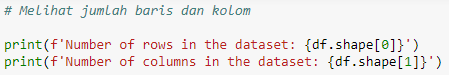 # Melihat jumlah baris dan kolom
print(f'Number of rows in the dataset: {df.shape[0]}')
print(f'Number of columns in the dataset: {df.shape[1]}')